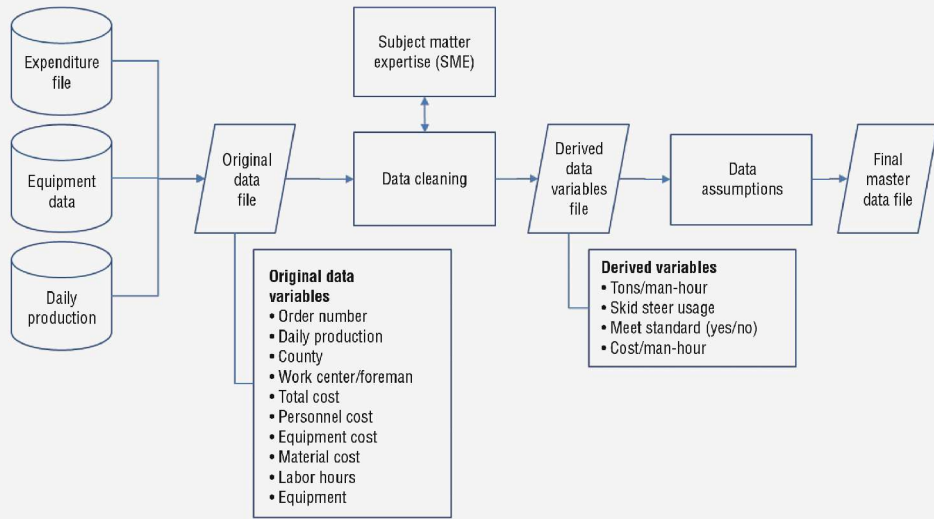 Expenditure
file
Equipment
data
Daily
production
Original
data
file
Subject matter
expertise (SME)
Data cleaning
Derived
data
variables
file
Data
assumptions
Final
master
data file
Original data
variables
• Order number
• Daily production
• County
• Work center/foreman
• Total cost
• Personnel cost
• Equipment cost
• Material cost
• Labor hours
• Equipment
Derived variables
• Tons/man-hour
• Skid steer usage
• Meet standard (yes/no)
• Cost/man-hour